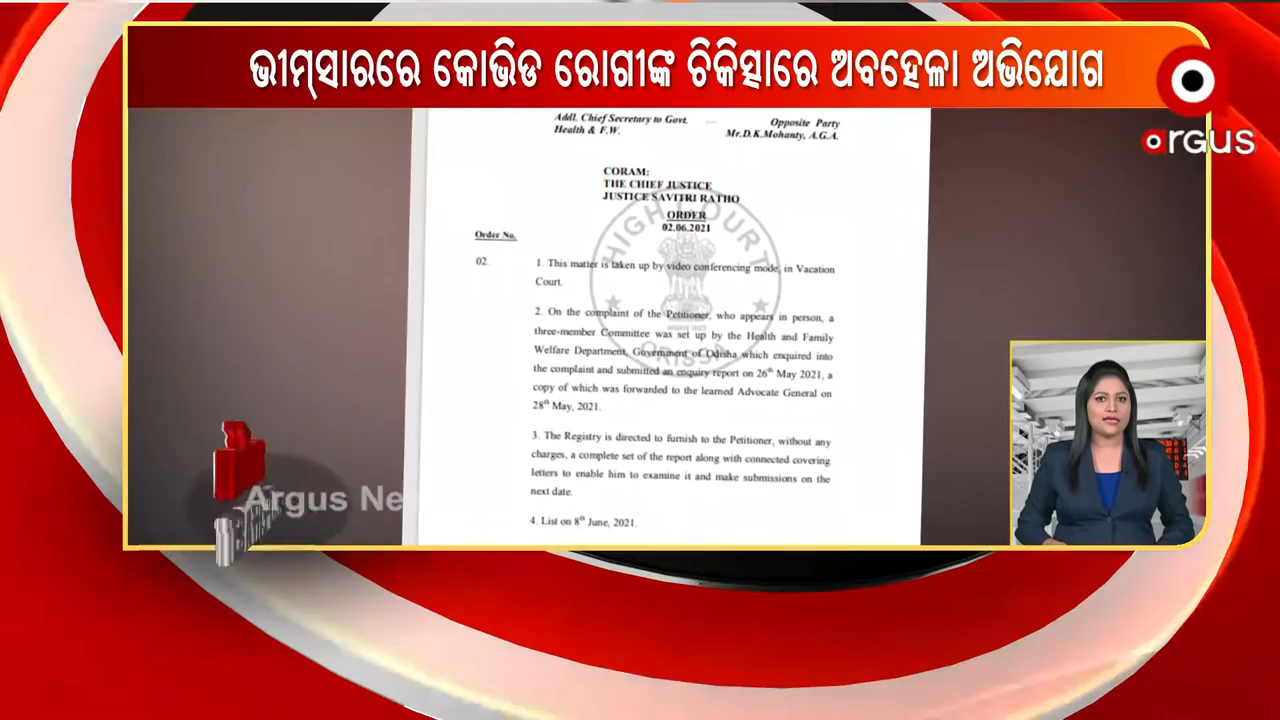 ଭୀମ୍‌ସାରରେ କୋଭିଡ ରୋଗୀଙ୍କ ଚିକିତ୍ସାରେ ଅବହେଳା ଅଭିଯୋଗ
argus
Addl. Chief Secretary to Govt. .... Opposite Party
Health & F.W. Mr.D.K.Mohanty, A.G.A.
CORAM:
THE CHIEF JUSTICE
JUSTICE SAVITRI RATHO
ORDER
02.06.2021
Order No.
02. 1. This matter is taken up by video conferencing mode, in Vacation
Court.
2. On the complaint of the Petitioner, who appears in person, a
three-member Committee was set up by the Health and Family
Welfare Department, Government of Odisha which enquired into
the complaint and submitted an enquiry report on 26th May 2021, a
copy of which was forwarded to the learned Advocate General on
28th May, 2021.
3. The Registry is directed to furnish to the Petitioner, without any
charges, a complete set of the report along with connected covering
letters to enable him to examine it and make submissions on the
next date.
4. List on 8th June, 2021.
HIGH COURT
ORISSA
Argus Ne